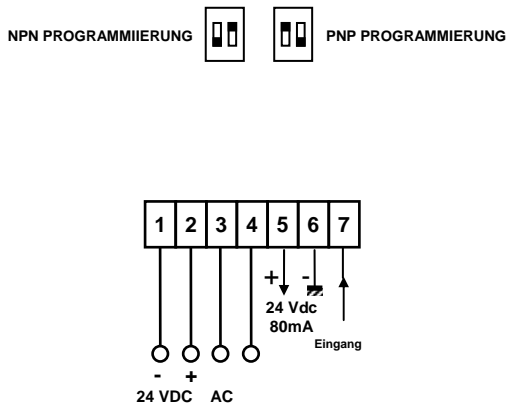 NPN PROGRAMMIIERUNG
PNP PROGRAMMIERUNG
1 2 3 4 5 6 7
+ -
24 Vdc
80mA
Eingang
- +
24 VDC AC